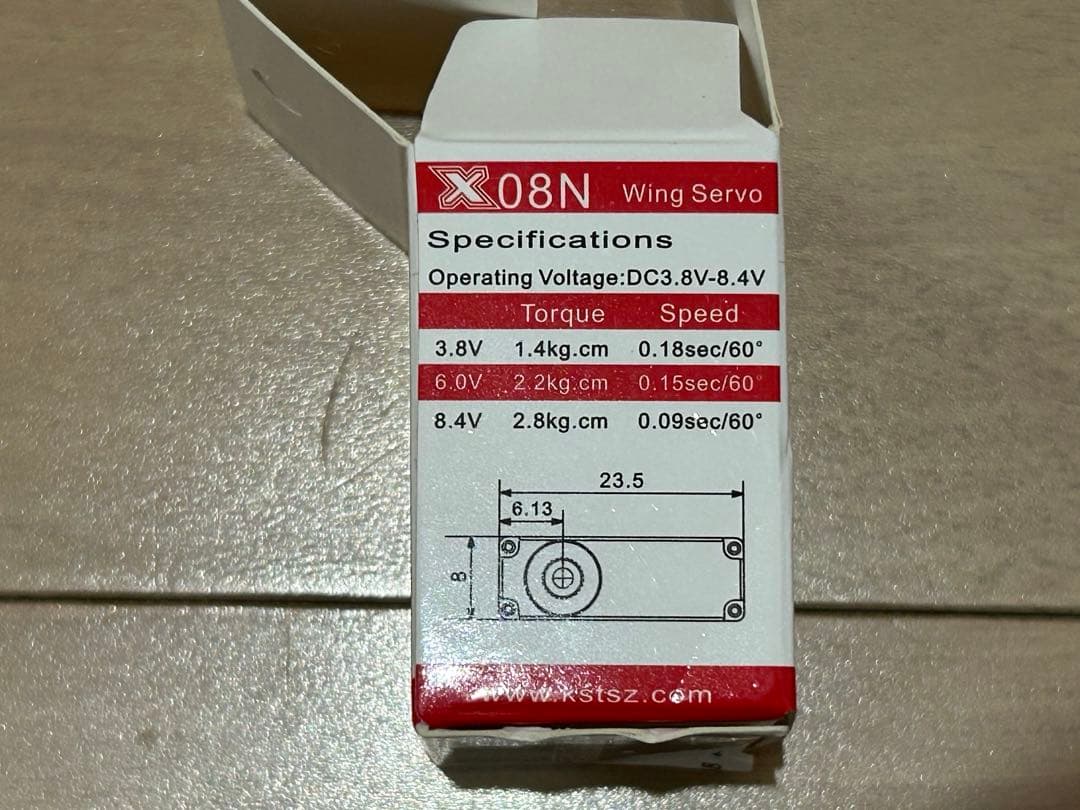 X08N Wing Servo
Specifications
Operating Voltage:DC3.8V-8.4V
Torque Speed
3.8V 1.4kg.cm 0.18sec/60°
6.0V 2.2kg.cm 0.15sec/60°
8.4V 2.8kg.cm 0.09sec/60°
23.5
6.13
8
www.kstsz.com